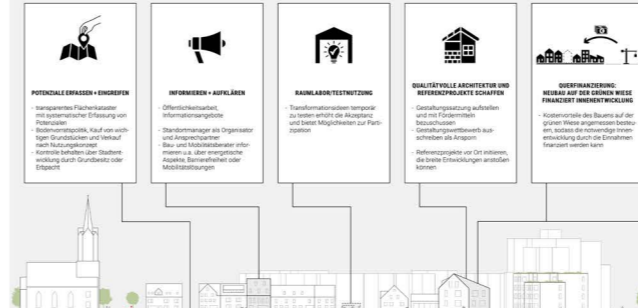 POTENZIALE ERFASSEN + EINGREIFEN
- transparentes Flächenkataster
mit systematischer Erfassung von
Potenzialen
- Bodenvorratspolitik, Kauf von wich-
tigen Grundstücken und Verkauf
nach Nutzungskonzept
- Kontrolle behalten über Stadtent-
wicklung durch Grundbesitz oder
Erbpacht
INFORMIEREN + AUFKLÄREN
- Öffentlichkeitsarbeit,
Informationsangebote
- Standortmanager als Organisator
und Ansprechpartner
- Bau- und Mobilitätsberater infor-
mieren u.a. über energetische
Aspekte, Barrierefreiheit oder
Mobilitätslösungen
RAUMLABOR/TESTNUTZUNG
- Transformationsideen temporär
zu testen erhöht die Akzeptanz
und bietet Möglichkeiten zur Parti-
zipation
QUALITÄTVOLLE ARCHITEKTUR UND
REFERENZPROJEKTE SCHAFFEN
- Gestaltungssatzung aufstellen
und mit Fördermitteln
bezuschussen
- Gestaltungswettbewerb aus-
schreiben als Ansporn
- Referenzprojekte vor Ort initiieren,
die breite Entwicklungen anstoßen
können
QUERFINANZIERUNG:
NEUBAU AUF DER GRÜNEN WIESE
FINANZIERT INNENENTWICKLUNG
- Kostenvorteile des Bauens auf der
grünen Wiese angemessen besteu-
ern, sodass die notwendige Innen-
entwicklung durch die Einnahmen
finanziert werden kann